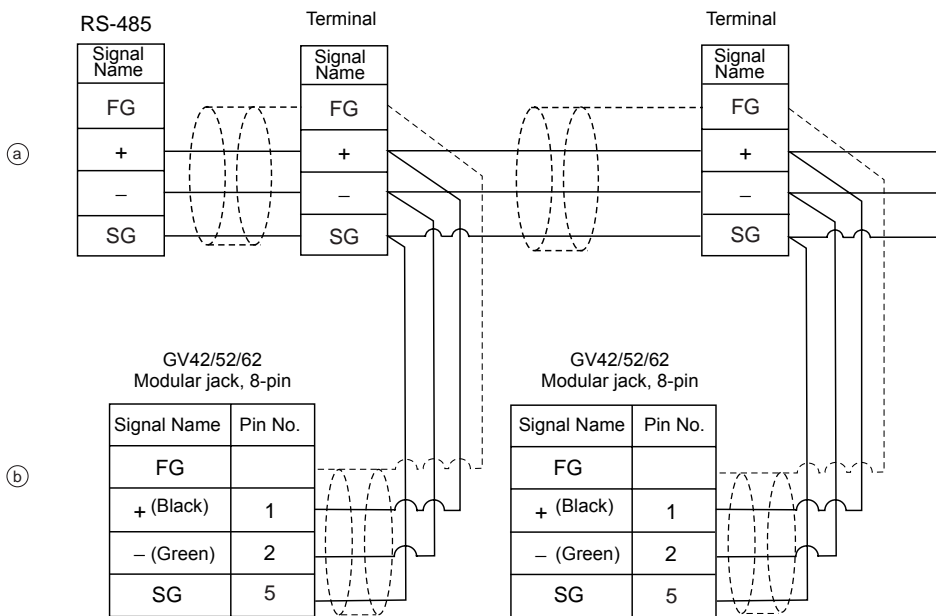 RS-485
Terminal
Terminal
Signal
Name
Signal
Name
Signal
Name
FG
FG
FG
ⓐ
+
+
+
–
–
–
SG
SG
SG
GV42/52/62
Modular jack, 8-pin
GV42/52/62
Modular jack, 8-pin
Signal Name Pin No.
Signal Name Pin No.
FG
FG
ⓑ
+ (Black) 1
+ (Black) 1
– (Green) 2
– (Green) 2
SG 5
SG 5